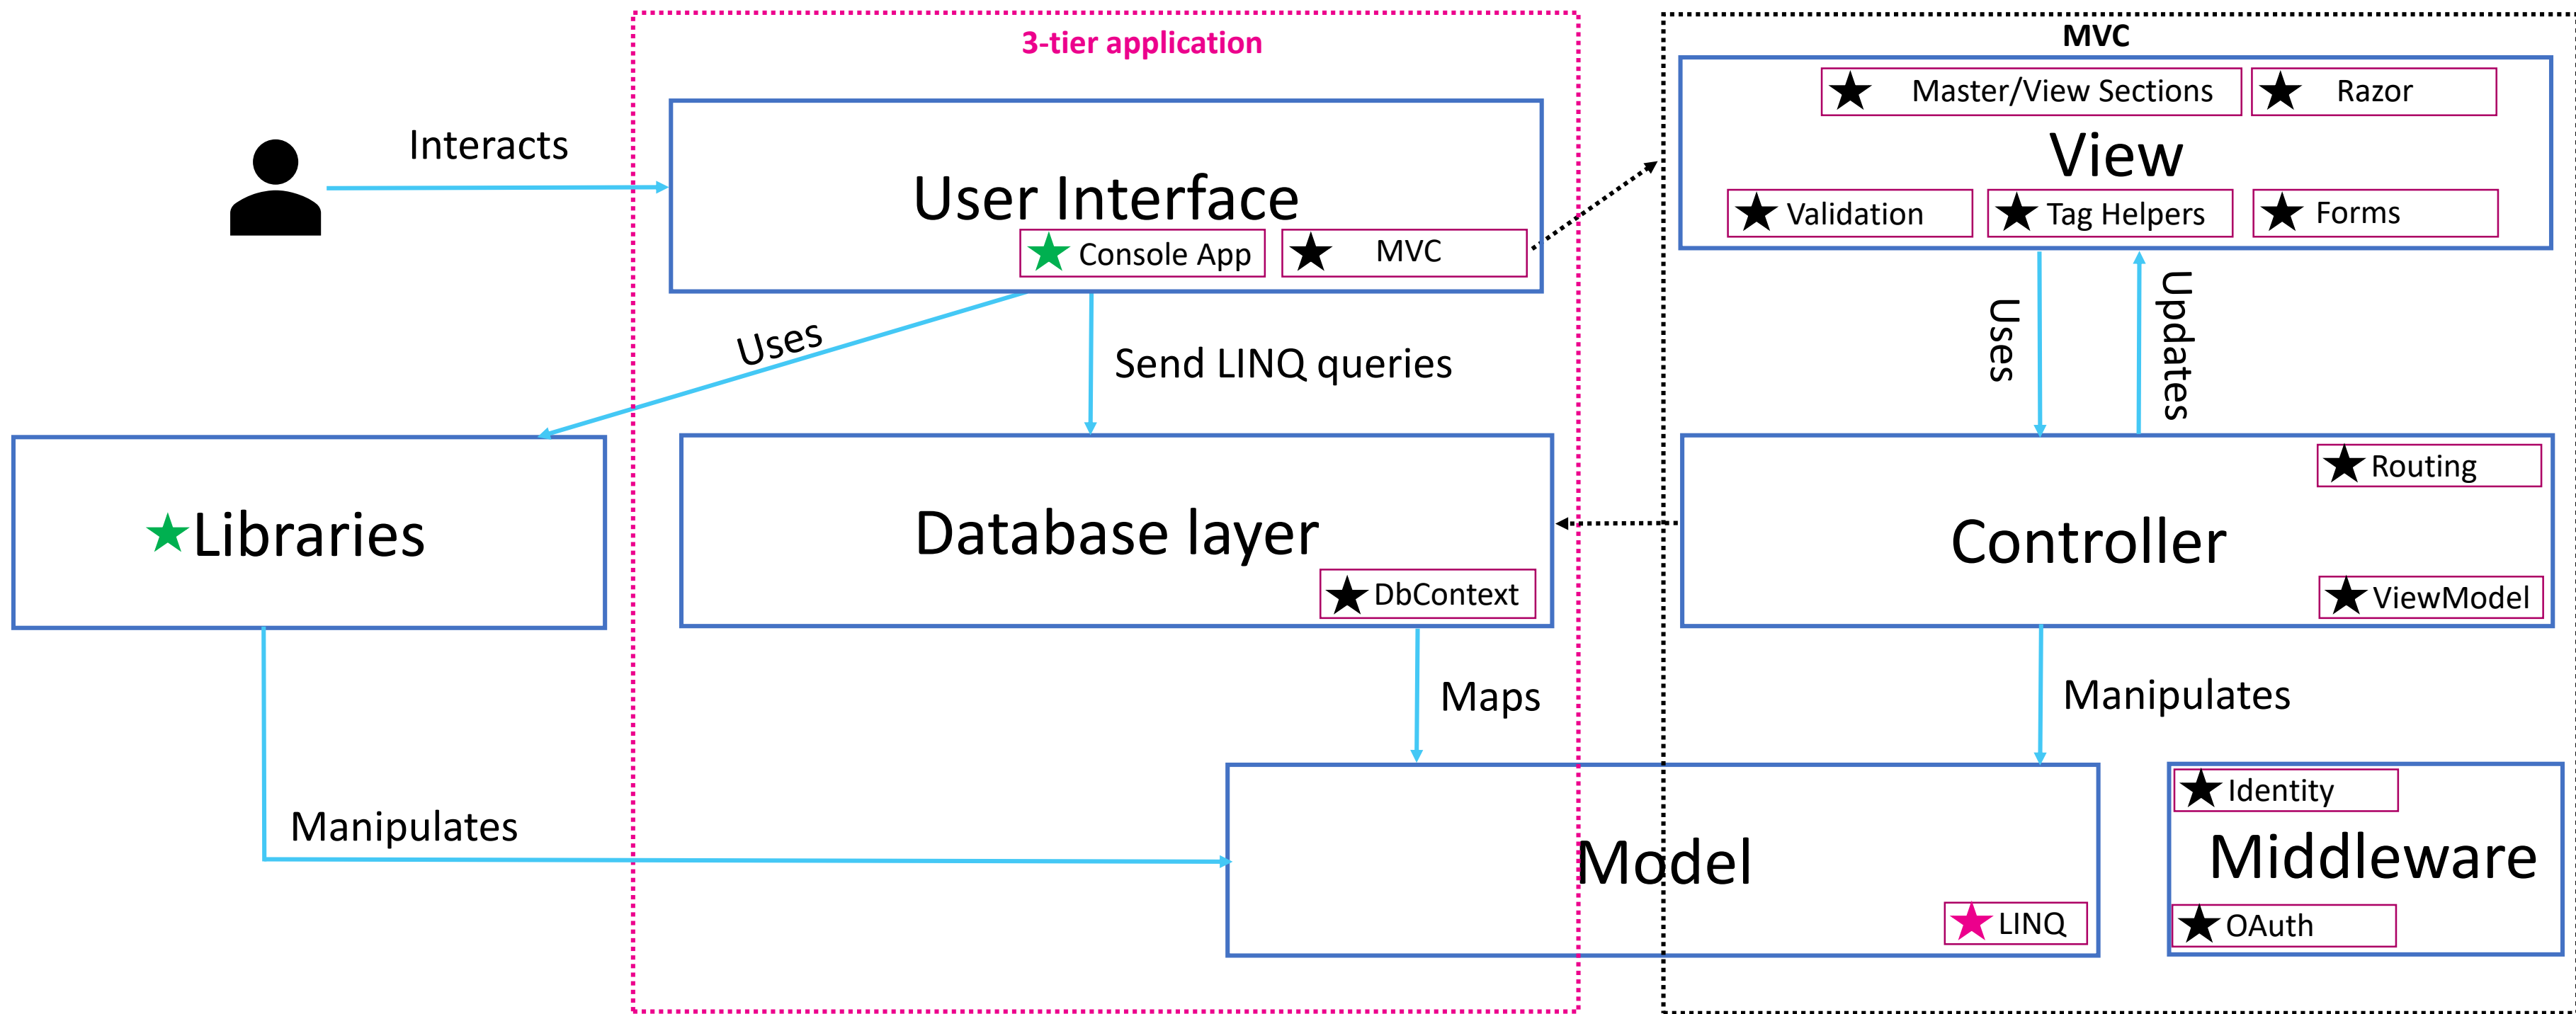 3-tier application
MVC
Master/View Sections
Razor
View
Validation
Tag Helpers
Forms
Interacts
User Interface
Console App
MVC
Uses
Send LINQ queries
Uses
Updates
Libraries
Database layer
DbContext
Routing
Controller
ViewModel
Maps
Manipulates
Manipulates
Model
LINQ
Identity
Middleware
OAuth